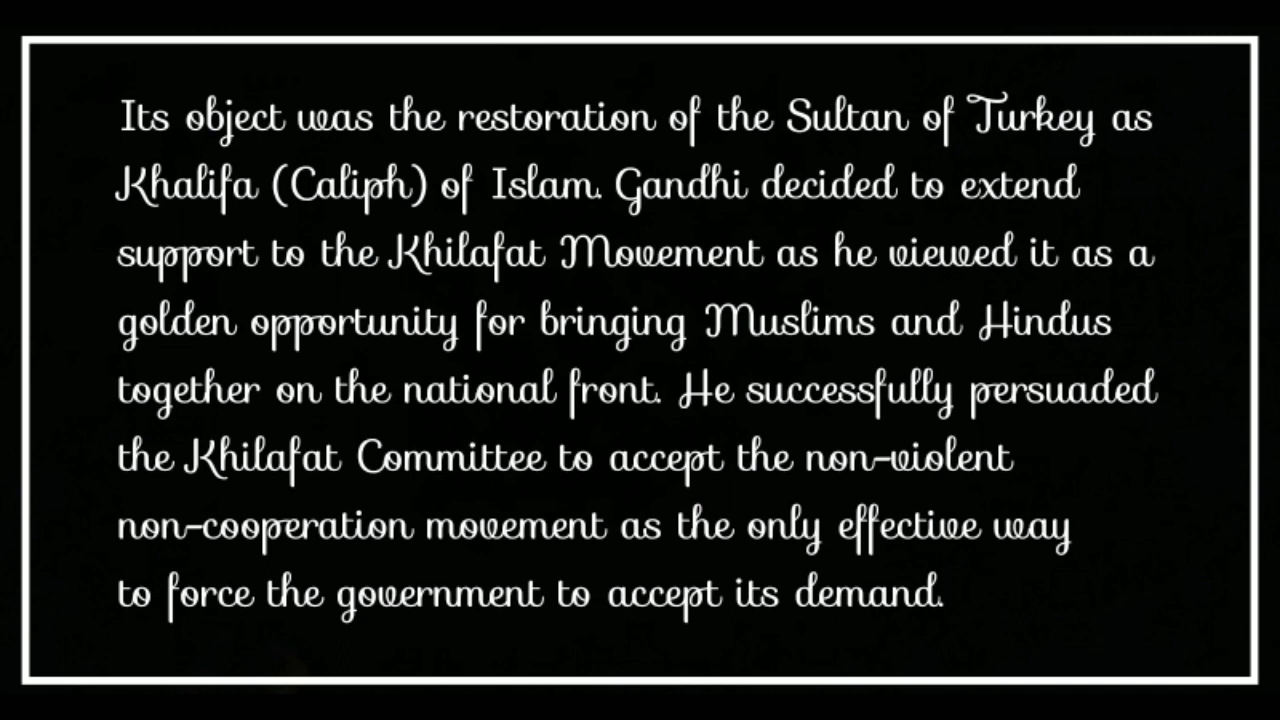 Its object was the restoration of the Sultan of Turkey as
Khalifa (Caliph) of Islam. Gandhi decided to extend
support to the Khilafat Movement as he viewed it as a
golden opportunity for bringing Muslims and Hindus
together on the national front. He successfully persuaded
the Khilafat Committee to accept the non-violent
non-cooperation movement as the only effective way
to force the government to accept its demand.